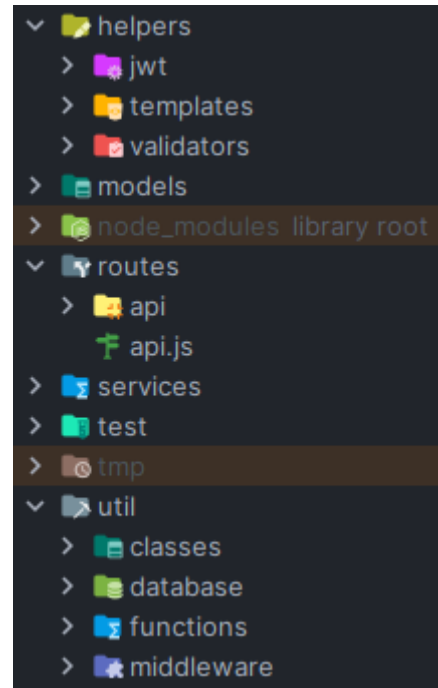 helpers
jwt
templates
validators
models
node_modules library root
routes
api
api.js
services
test
tmp
util
classes
database
functions
middleware